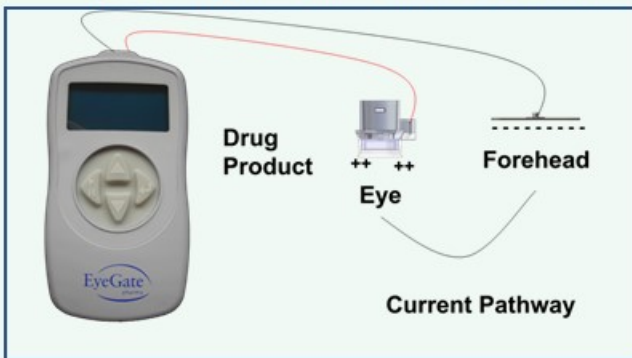 Drug
Product
++
++
Eye
Forehead
EyeGate
Current Pathway